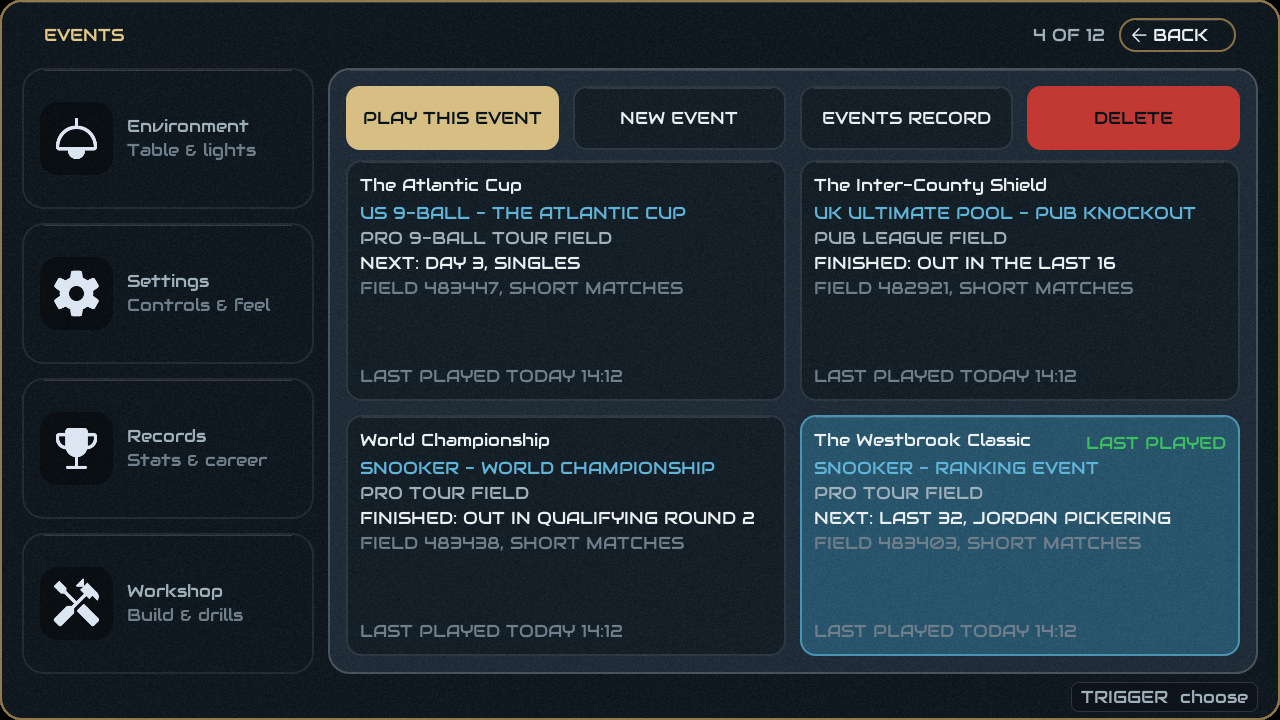 EVENTS
4 OF 12
← BACK
Environment
Table & lights
Settings
Controls & feel
Records
Stats & career
Workshop
Build & drills
PLAY THIS EVENT
NEW EVENT
EVENTS RECORD
DELETE
The Atlantic Cup
US 9-BALL - THE ATLANTIC CUP
PRO 9-BALL TOUR FIELD
NEXT: DAY 3, SINGLES
FIELD 483447, SHORT MATCHES
LAST PLAYED TODAY 14:12
The Inter-County Shield
UK ULTIMATE POOL - PUB KNOCKOUT
PUB LEAGUE FIELD
FINISHED: OUT IN THE LAST 16
FIELD 482921, SHORT MATCHES
LAST PLAYED TODAY 14:12
World Championship
SNOOKER - WORLD CHAMPIONSHIP
PRO TOUR FIELD
FINISHED: OUT IN QUALIFYING ROUND 2
FIELD 483438, SHORT MATCHES
LAST PLAYED TODAY 14:12
The Westbrook Classic
LAST PLAYED
SNOOKER - RANKING EVENT
PRO TOUR FIELD
NEXT: LAST 32, JORDAN PICKERING
FIELD 483403, SHORT MATCHES
LAST PLAYED TODAY 14:12
TRIGGER choose